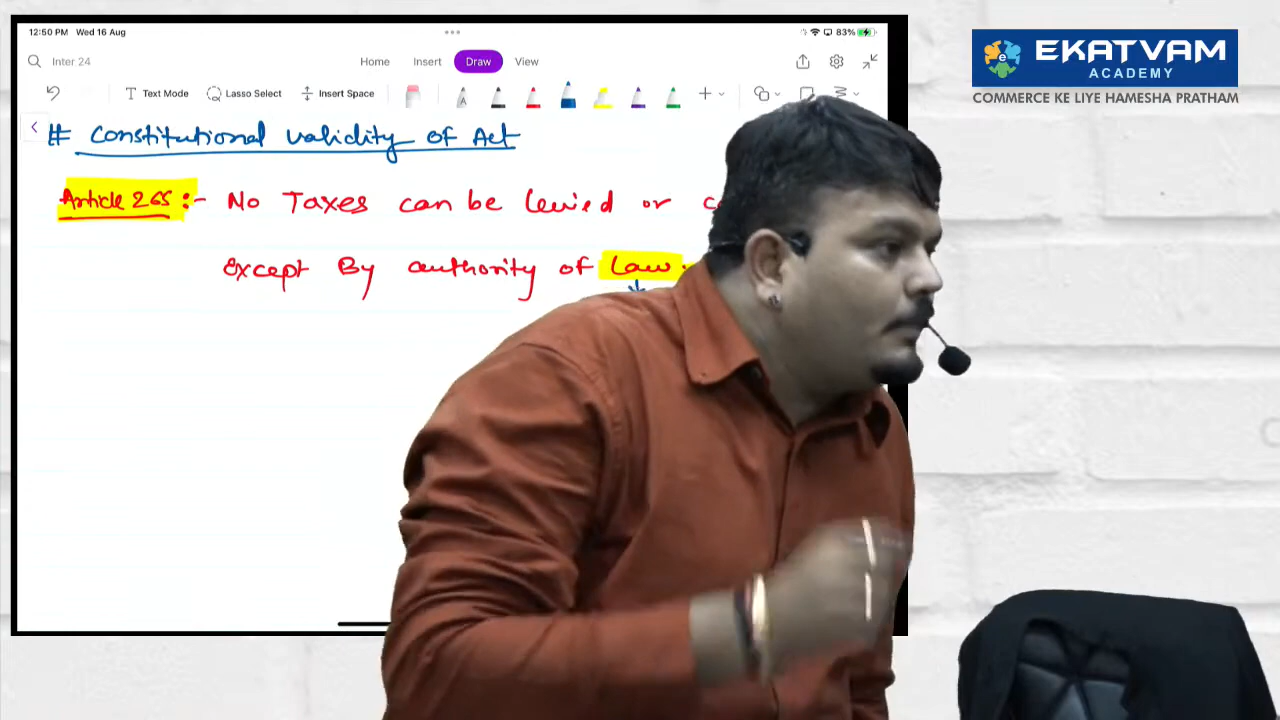 12:50 PM Wed 16 Aug
83%
Inter 24
Home Insert Draw View
Text Mode Lasso Select Insert Space
# Constitutional validity of Act
Article 265 :- No Taxes can be levied or
Except By authority of law
EKATVAM
ACADEMY
COMMERCE KE LIYE HAMESHA PRATHAM